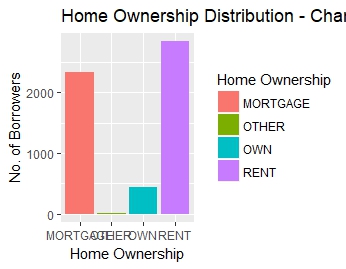 Home Ownership Distribution - Char
No. of Borrowers
2000
1000
0
MORTGAGE OTHER OWN RENT
Home Ownership
Home Ownership
MORTGAGE
OTHER
OWN
RENT